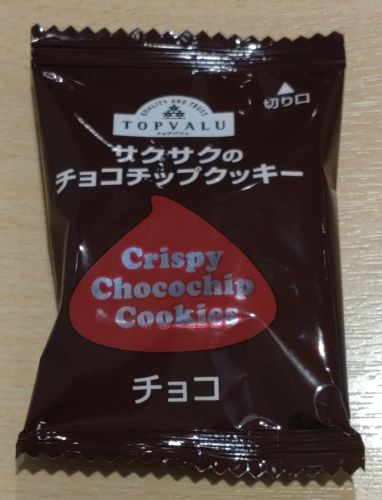 QUALITY AND TRUST
TOPVALU
トップバリュ
切り口
サクサクの
チョコチップクッキー
Crispy
Chocochip
Cookies
チョコ